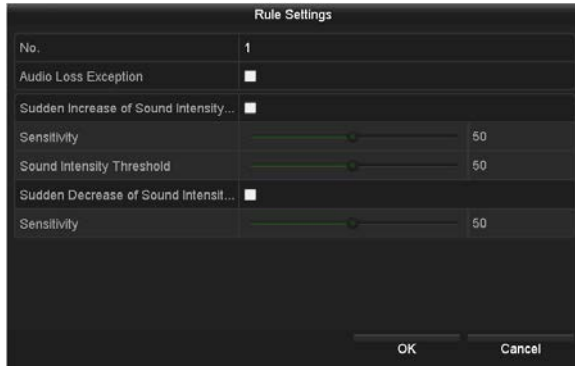 Rule Settings
No. 1
Audio Loss Exception
Sudden Increase of Sound Intensity...
Sensitivity 50
Sound Intensity Threshold 50
Sudden Decrease of Sound Intensit...
Sensitivity 50
OK Cancel